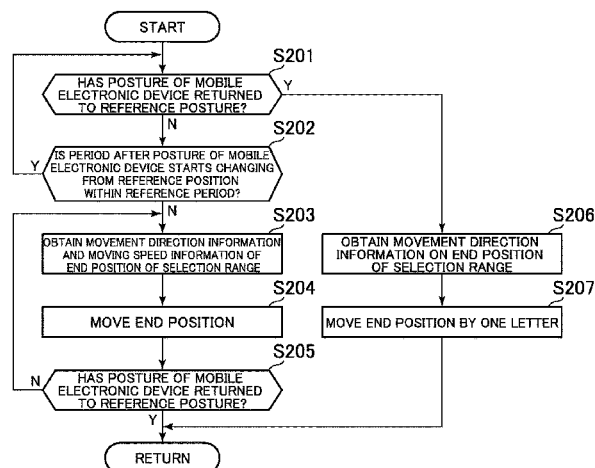 START
S201
HAS POSTURE OF MOBILE
ELECTRONIC DEVICE RETURNED
TO REFERENCE POSTURE?
Y
N
S202
IS PERIOD AFTER POSTURE OF MOBILE
ELECTRONIC DEVICE STARTS CHANGING
FROM REFERENCE POSITION
WITHIN REFERENCE PERIOD?
Y
N
S203
OBTAIN MOVEMENT DIRECTION INFORMATION
AND MOVING SPEED INFORMATION OF
END POSITION OF SELECTION RANGE
S204
MOVE END POSITION
S205
HAS POSTURE OF MOBILE
ELECTRONIC DEVICE RETURNED
TO REFERENCE POSTURE?
N
Y
S206
OBTAIN MOVEMENT DIRECTION
INFORMATION ON END POSITION
OF SELECTION RANGE
S207
MOVE END POSITION BY ONE LETTER
RETURN